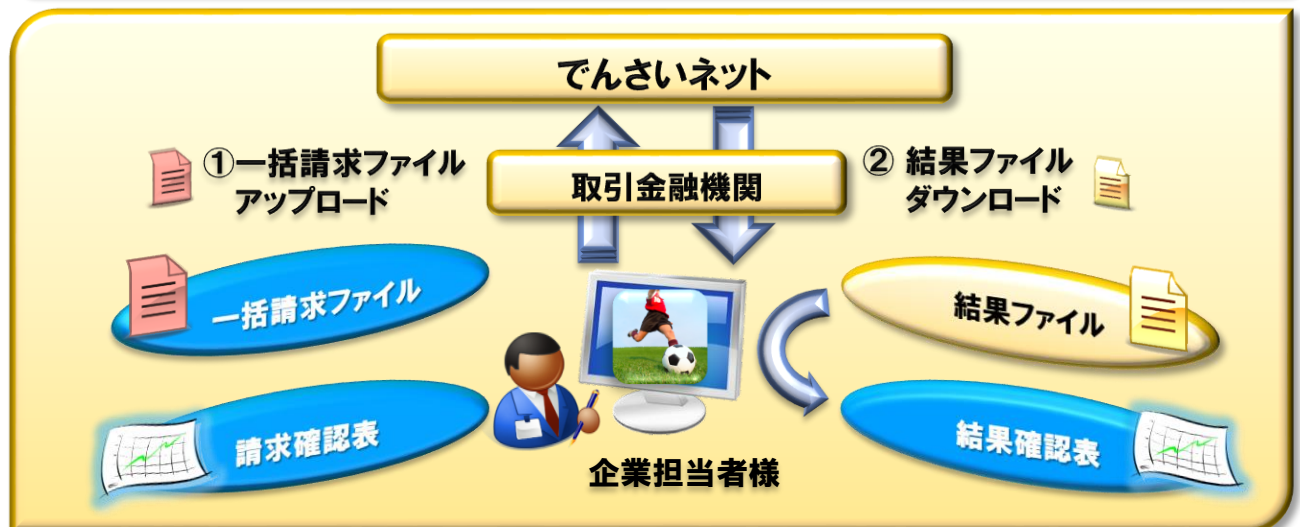 でんさいネット
①一括請求ファイル
アップロード
取引金融機関
② 結果ファイル
ダウンロード
一括請求ファイル
結果ファイル
請求確認表
結果確認表
企業担当者様